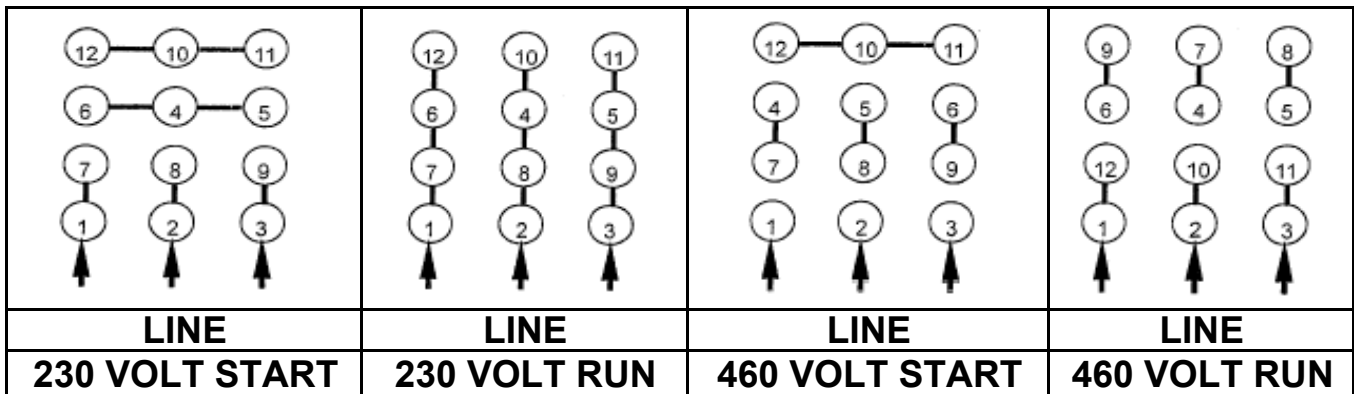 12 10 11
6 4 5
7 8 9
1 2 3
LINE
230 VOLT START
12 10 11
6 4 5
7 8 9
1 2 3
LINE
230 VOLT RUN
12 10 11
4 5 6
7 8 9
1 2 3
LINE
460 VOLT START
9 7 8
6 4 5
12 10 11
1 2 3
LINE
460 VOLT RUN